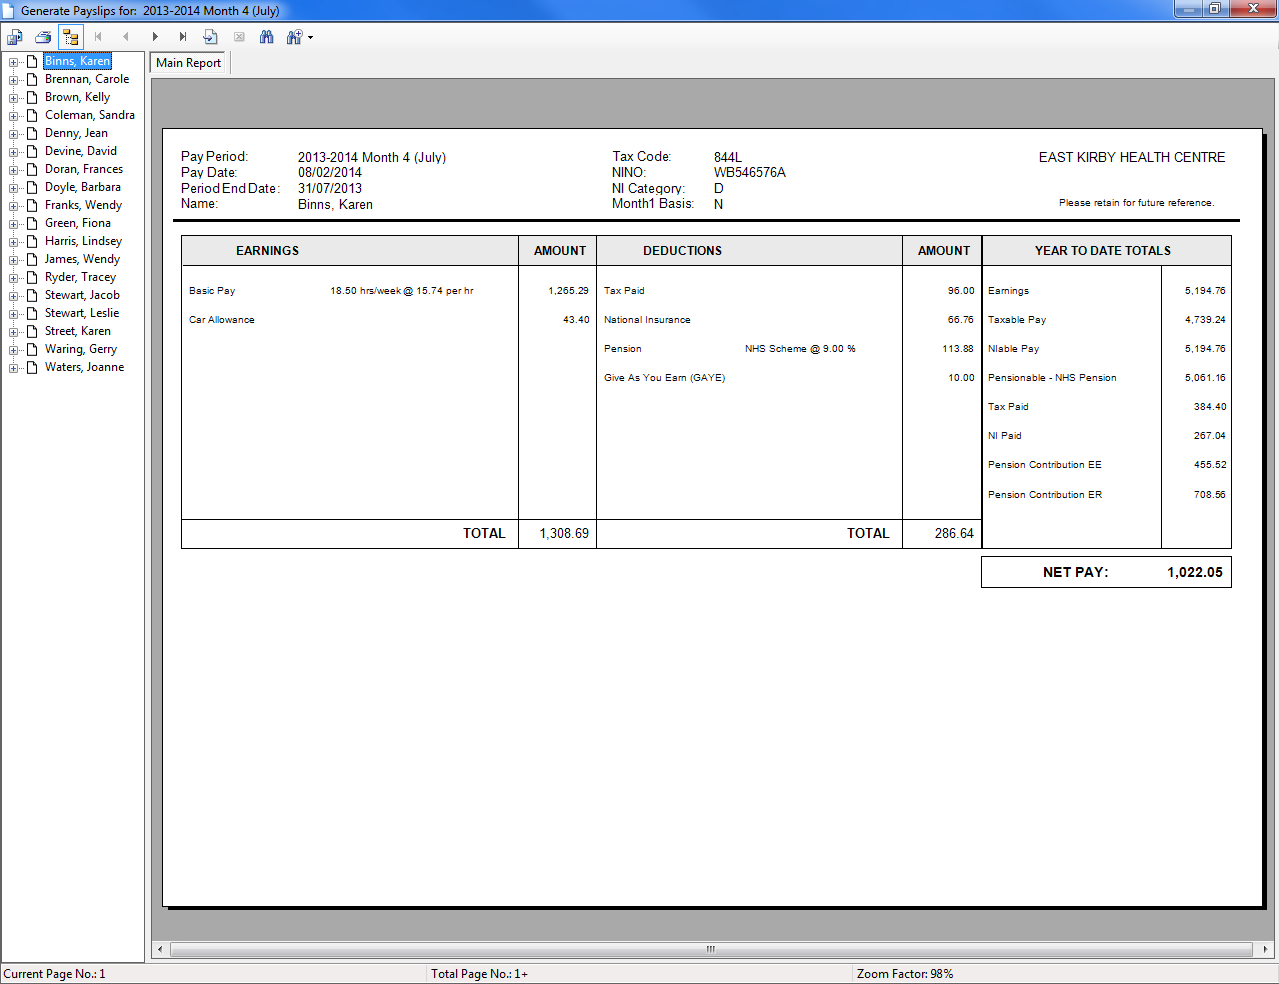 Generate Payslips for: 2013-2014 Month 4 (July)
Binns, Karen
Brennan, Carole
Brown, Kelly
Coleman, Sandra
Denny, Jean
Devine, David
Doran, Frances
Doyle, Barbara
Franks, Wendy
Green, Fiona
Harris, Lindsey
James, Wendy
Ryder, Tracey
Stewart, Jacob
Stewart, Leslie
Street, Karen
Waring, Gerry
Waters, Joanne
Main Report
Pay Period: 2013-2014 Month 4 (July) Tax Code: 844L EAST KIRBY HEALTH CENTRE
Pay Date: 08/02/2014 NINO: WB546576A
Period End Date: 31/07/2013 NI Category: D
Name: Binns, Karen Month1 Basis: N Please retain for future reference.
EARNINGS AMOUNT DEDUCTIONS AMOUNT YEAR TO DATE TOTALS
Basic Pay 18.50 hrs/week @ 15.74 per hr 1,265.29 Tax Paid 96.00 Earnings 5,194.76
Car Allowance 43.40 National Insurance 66.76 Taxable Pay 4,739.24
Pension NHS Scheme @ 9.00 % 113.88 NIable Pay 5,194.76
Give As You Earn (GAYE) 10.00 Pensionable - NHS Pension 5,061.16
Tax Paid 384.40
NI Paid 267.04
Pension Contribution EE 455.52
Pension Contribution ER 708.56
TOTAL 1,308.69 TOTAL 286.64
NET PAY: 1,022.05
Current Page No.: 1 Total Page No.: 1+ Zoom Factor: 98%